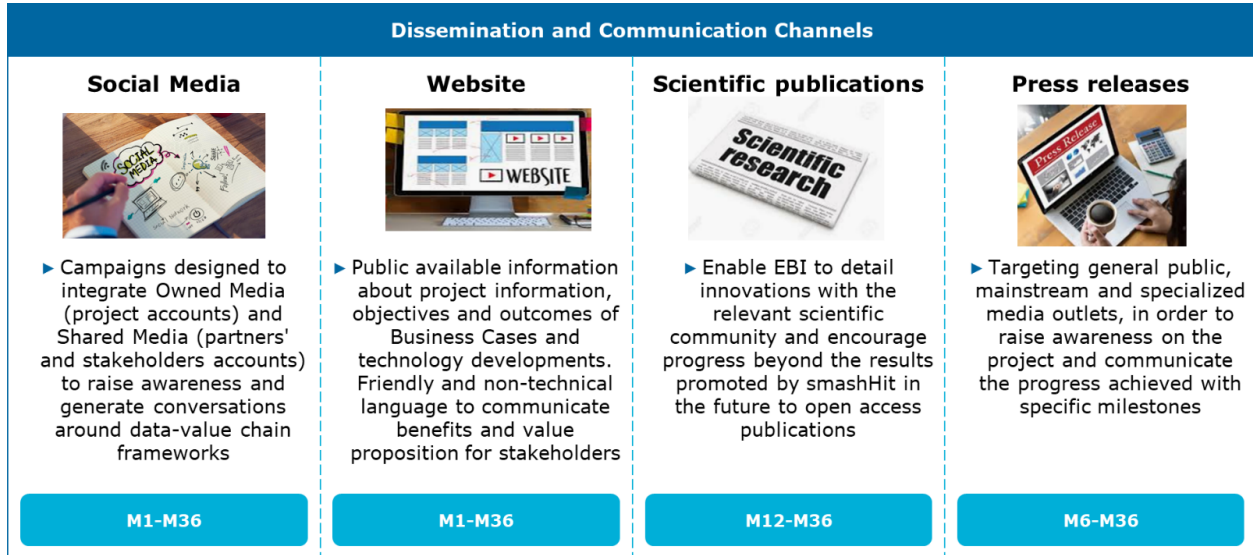 Dissemination and Communication Channels
Social Media
SOCIAL
MEDIA
► Campaigns designed to
integrate Owned Media
(project accounts) and
Shared Media (partners'
and stakeholders accounts)
to raise awareness and
generate conversations
around data-value chain
frameworks
M1-M36
Website
WEBSITE
► Public available information
about project information,
objectives and outcomes of
Business Cases and
technology developments.
Friendly and non-technical
language to communicate
benefits and value
proposition for stakeholders
M1-M36
Scientific publications
Scientific
research
► Enable EBI to detail
innovations with the
relevant scientific
community and encourage
progress beyond the results
promoted by smashHit in
the future to open access
publications
M12-M36
Press releases
Press Release
► Targeting general public,
mainstream and specialized
media outlets, in order to
raise awareness on the
project and communicate
the progress achieved with
specific milestones
M6-M36